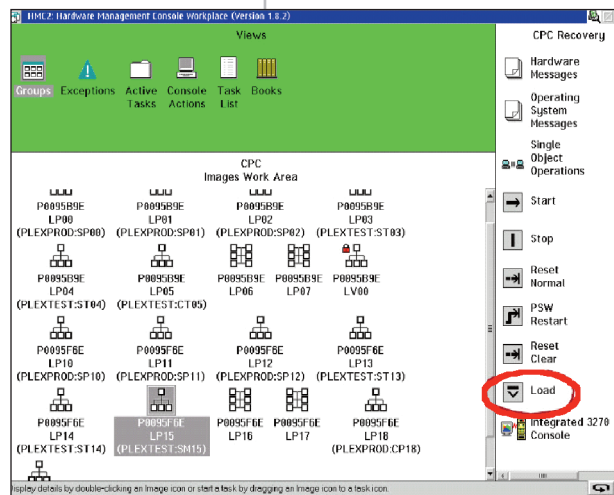 HMC2: Hardware Management Console Workplace (Version 1.8.2)
Views
Groups
Exceptions
Active
Tasks
Console
Actions
Task
List
Books
CPC
Images Work Area
P0095B9E P0095B9E P0095B9E P0095B9E
LP00 LP01 LP02 LP03
(PLEXPROD:SP00) (PLEXPROD:SP01) (PLEXPROD:SP02) (PLEXTEST:ST03)
P0095B9E P0095B9E P0095B9E P0095B9E P0095B9E
LP04 LP05 LP06 LP07 LV00
(PLEXTEST:ST04) (PLEXTEST:CT05)
P0095F6E P0095F6E P0095F6E P0095F6E
LP10 LP11 LP12 LP13
(PLEXPROD:SP10) (PLEXPROD:SP11) (PLEXPROD:SP12) (PLEXTEST:ST13)
P0095F6E P0095F6E P0095F6E P0095F6E P0095F6E
LP14 LP15 LP16 LP17 LP18
(PLEXTEST:ST14) (PLEXTEST:SM15) (PLEXPROD:CP18)
isplay details by double-clicking an Image icon or start a task by dragging an Image icon to a task icon.
CPC Recovery
Hardware
Messages
Operating
System
Messages
Single
Object
Operations
Start
Stop
Reset
Normal
PSW
Restart
Reset
Clear
Load
Integrated 3270
Console